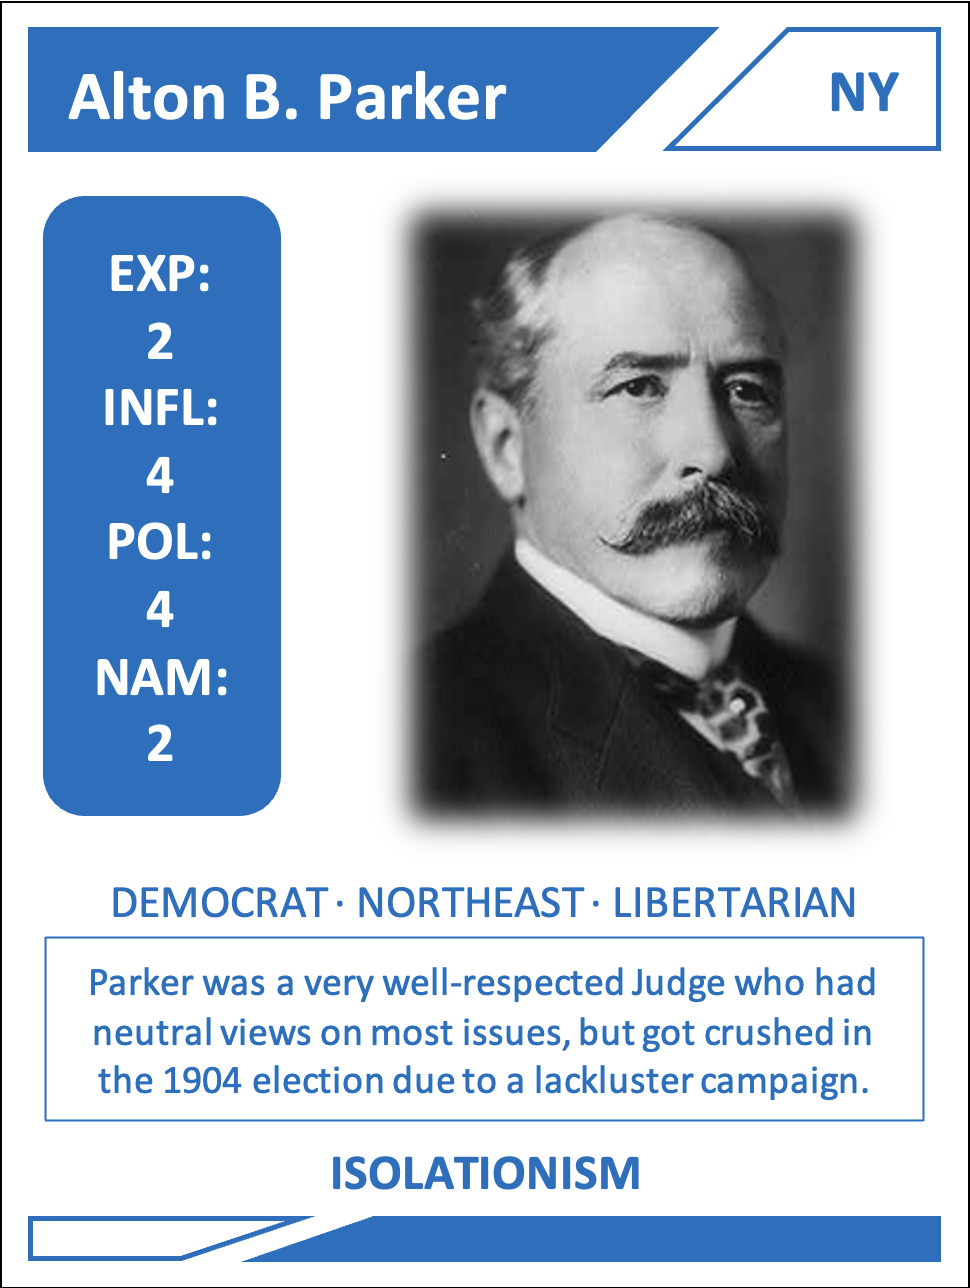 Alton B. Parker
NY
EXP:
2
INFL:
4
POL:
4
NAM:
2
DEMOCRAT · NORTHEAST · LIBERTARIAN
Parker was a very well-respected Judge who had
neutral views on most issues, but got crushed in
the 1904 election due to a lackluster campaign.
ISOLATIONISM